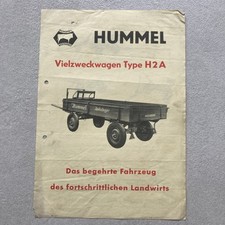 HUMMEL
Vielzweckwagen Type H2A
Das begehrte Fahrzeug
des fortschrittlichen Landwirts